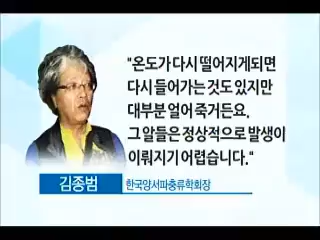 "온도가 다시 떨어지게되면
다시 들어가는 것도 있지만
대부분 얼어 죽거든요.
그 알들은 정상적으로 발생이
이뤄지기 어렵습니다."
김종범
한국양서파충류학회장